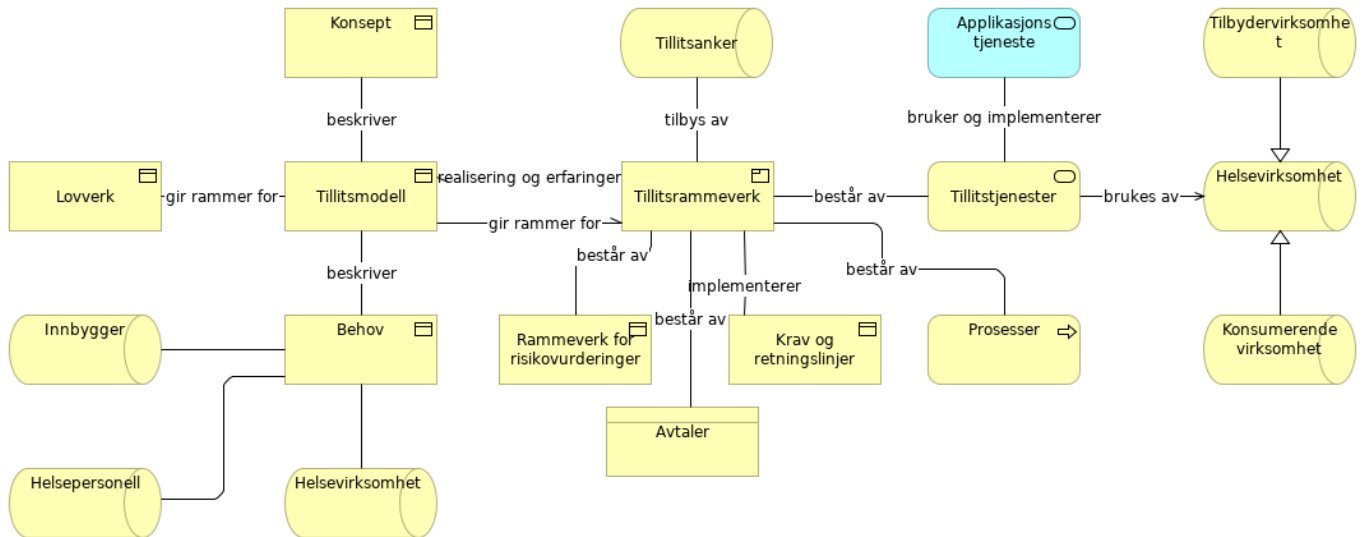 Konsept
Tillitsanker
Applikasjons
tjeneste
Tilbydervirksomhe
t
beskriver
tilbys av
bruker og implementerer
Lovverk
gir rammer for
Tillitsmodell
realisering og erfaringer
gir rammer for
Tillitsrammeverk
består av
Tillitstjenester
brukes av
Helsevirksomhet
beskriver
består av
implementerer
består av
består av
Innbygger
Behov
Rammeverk for
risikovurderinger
Krav og
retningslinjer
Prosesser
Konsumerende
virksomhet
Avtaler
Helsepersonell
Helsevirksomhet